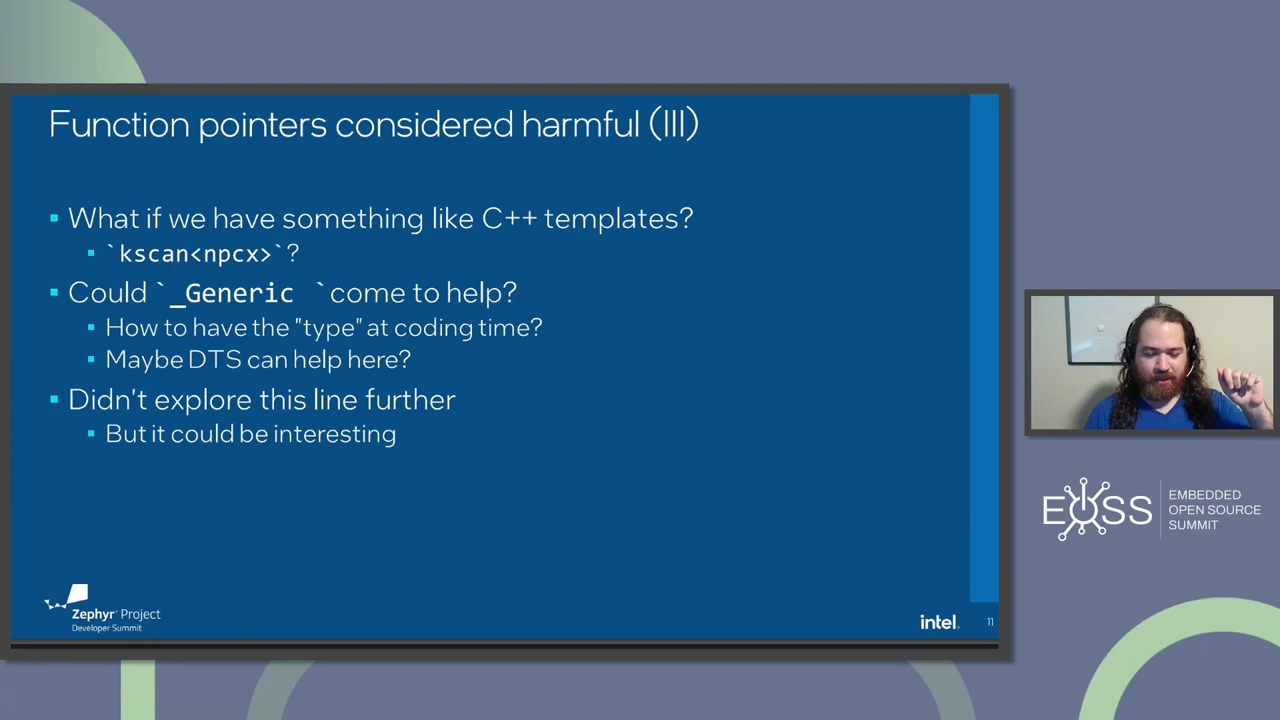 Function pointers considered harmful (III)
▪ What if we have something like C++ templates?
▪ `kscan<npcx>`?
▪ Could `_Generic `come to help?
▪ How to have the "type" at coding time?
▪ Maybe DTS can help here?
▪ Didn't explore this line further
▪ But it could be interesting
Zephyr® Project
Developer Summit
intel.
11
EOSS
EMBEDDED
OPEN SOURCE
SUMMIT